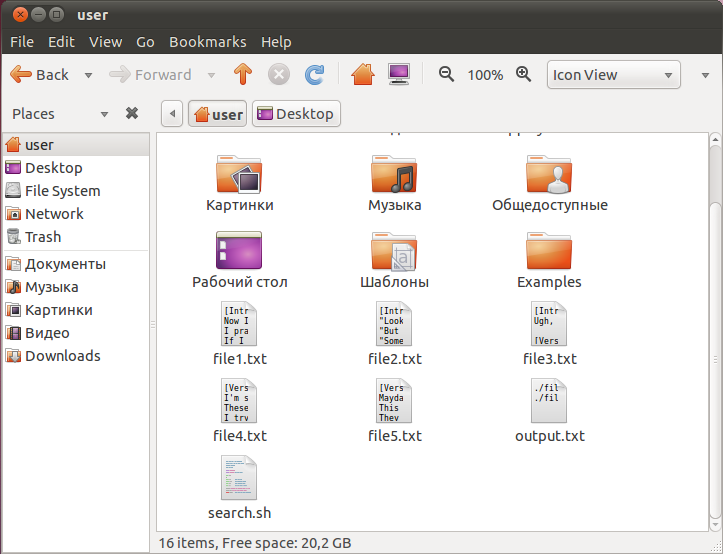 user
File Edit View Go Bookmarks Help
Back Forward 100% Icon View
Places user Desktop
user
Desktop
File System
Network
Trash
Документы
Музыка
Картинки
Видео
Downloads
Картинки Музыка Общедоступные
Рабочий стол Шаблоны Examples
[Intr
Now I
I pra
If I
file1.txt
[Intr
"Look
"But
"Some
file2.txt
[Intr
Ugh,
[Vers
file3.txt
[Vers
I'm s
These
I try
file4.txt
[Vers
Mayda
This
They
file5.txt
./fil
./fil
output.txt
search.sh
16 items, Free space: 20,2 GB